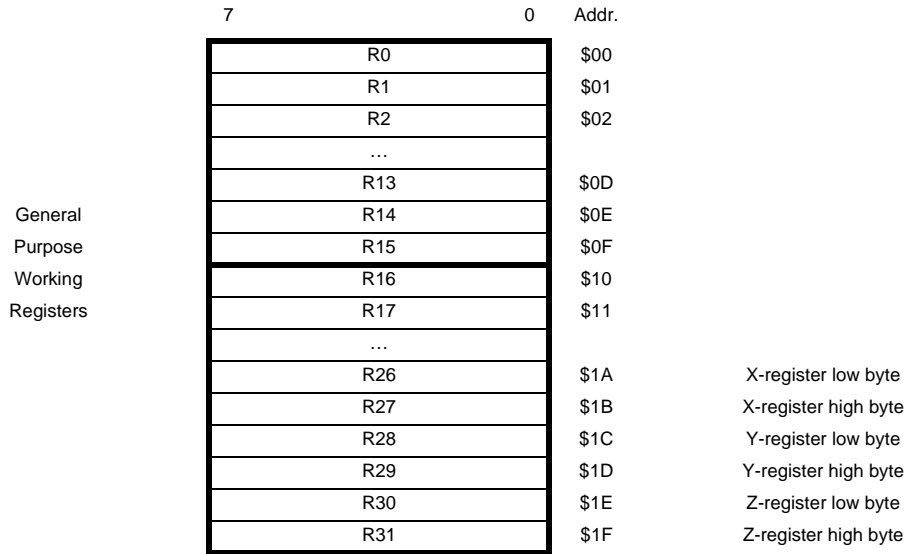 7 0 Addr.
R0 $00
R1 $01
R2 $02
…
R13 $0D
General R14 $0E
Purpose R15 $0F
Working R16 $10
Registers R17 $11
…
R26 $1A X-register low byte
R27 $1B X-register high byte
R28 $1C Y-register low byte
R29 $1D Y-register high byte
R30 $1E Z-register low byte
R31 $1F Z-register high byte